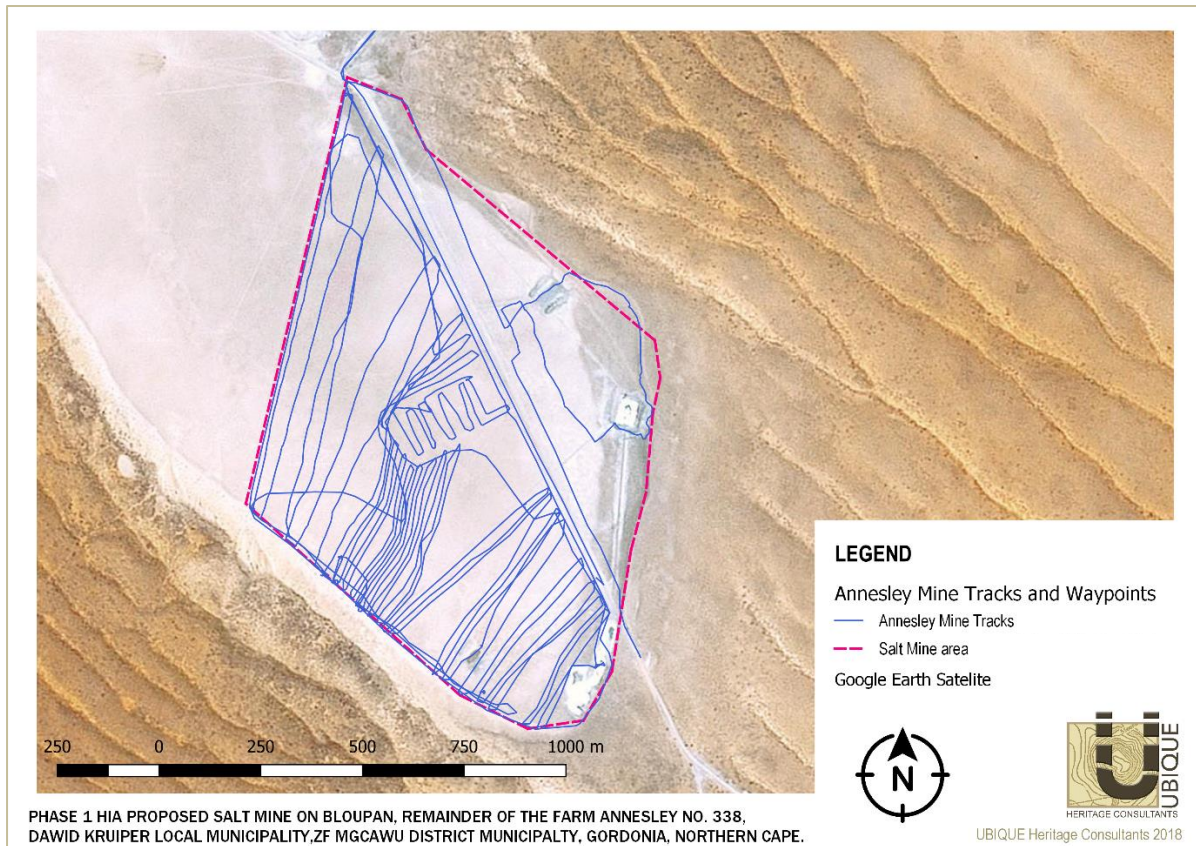 LEGEND
Annesley Mine Tracks and Waypoints
Annesley Mine Tracks
Salt Mine area
Google Earth Satelite
250 0 250 500 750 1000 m
N
UBIQUE
HERITAGE CONSULTANTS
PHASE 1 HIA PROPOSED SALT MINE ON BLOUPAN, REMAINDER OF THE FARM ANNESLEY NO. 338,
DAWID KRUIPER LOCAL MUNICIPALITY,ZF MGCAWU DISTRICT MUNICIPALTY, GORDONIA, NORTHERN CAPE.
UBIQUE Heritage Consultants 2018